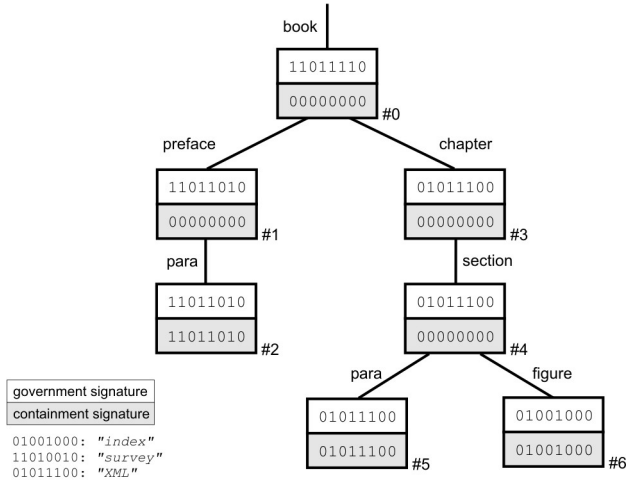 book
11011110
00000000
#0
preface
chapter
11011010
00000000
#1
01011100
00000000
#3
para
section
11011010
11011010
#2
01011100
00000000
#4
para
figure
01011100
01011100
#5
01001000
01001000
#6
government signature
containment signature
01001000: "index"
11010010: "survey"
01011100: "XML"